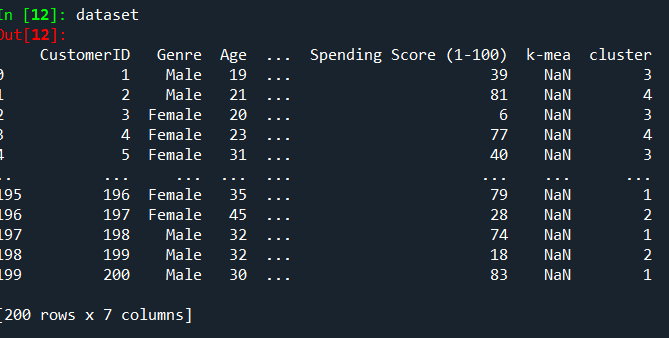 In [12]: dataset
Out[12]:
CustomerID Genre Age ... Spending Score (1-100) k-mea cluster
0 1 Male 19 ... 39 NaN 3
1 2 Male 21 ... 81 NaN 4
2 3 Female 20 ... 6 NaN 3
3 4 Female 23 ... 77 NaN 4
4 5 Female 31 ... 40 NaN 3
.. ... ... ... ... ... ... ...
195 196 Female 35 ... 79 NaN 1
196 197 Female 45 ... 28 NaN 2
197 198 Male 32 ... 74 NaN 1
198 199 Male 32 ... 18 NaN 2
199 200 Male 30 ... 83 NaN 1
[200 rows x 7 columns]